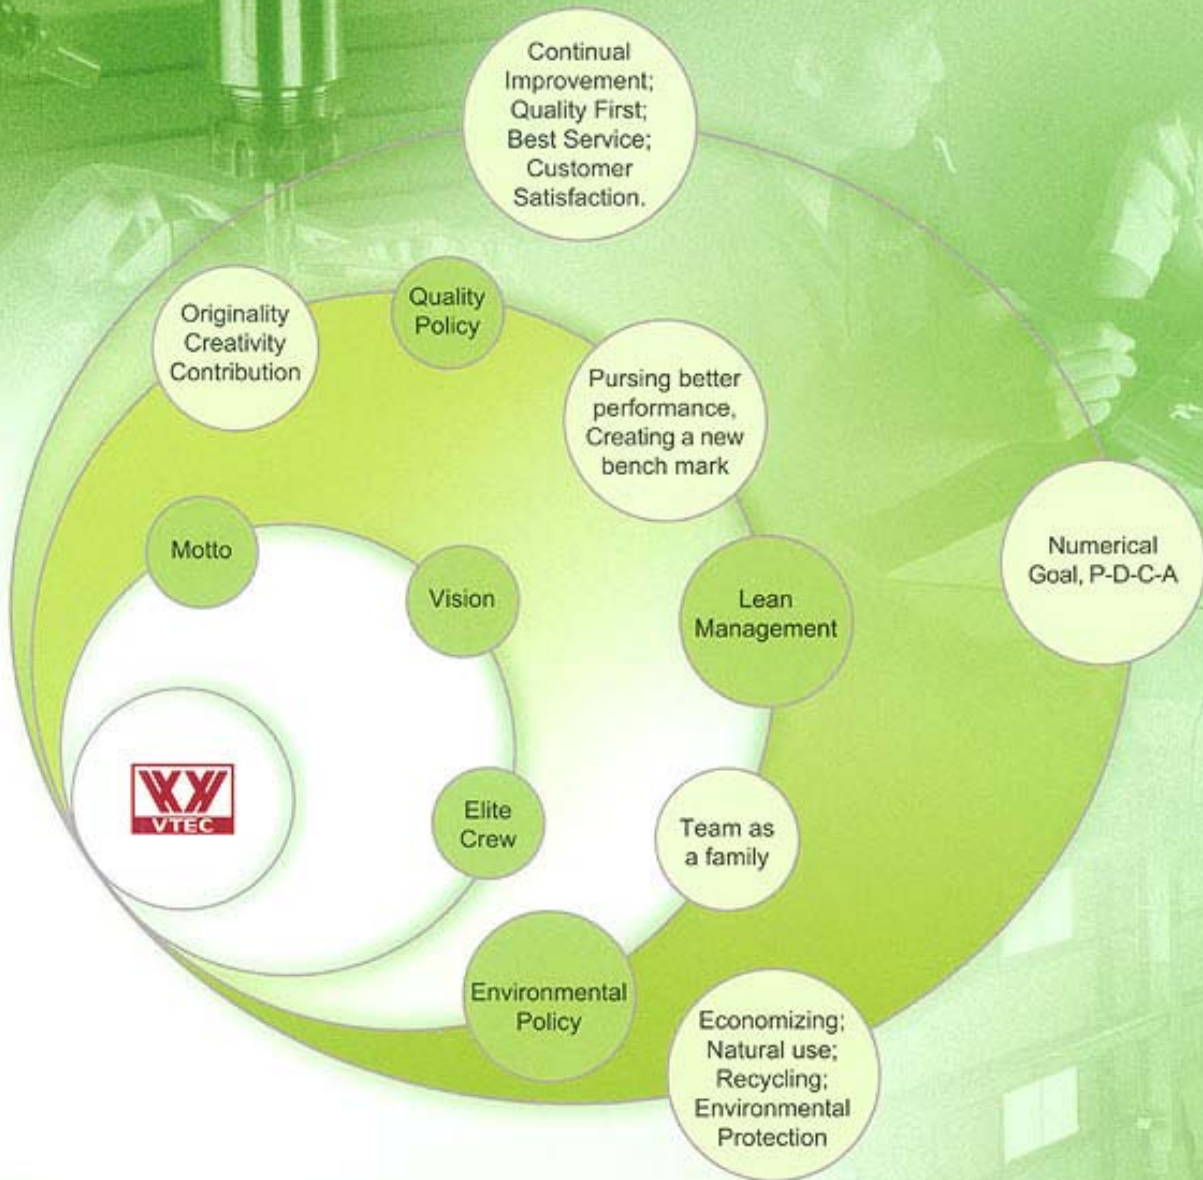 Continual
Improvement;
Quality First;
Best Service;
Customer
Satisfaction.
Originality
Creativity
Contribution
Quality
Policy
Pursing better
performance,
Creating a new
bench mark
Motto
Vision
Lean
Management
Numerical
Goal, P-D-C-A
VTEC
Elite
Crew
Team as
a family
Environmental
Policy
Economizing;
Natural use;
Recycling;
Environmental
Protection